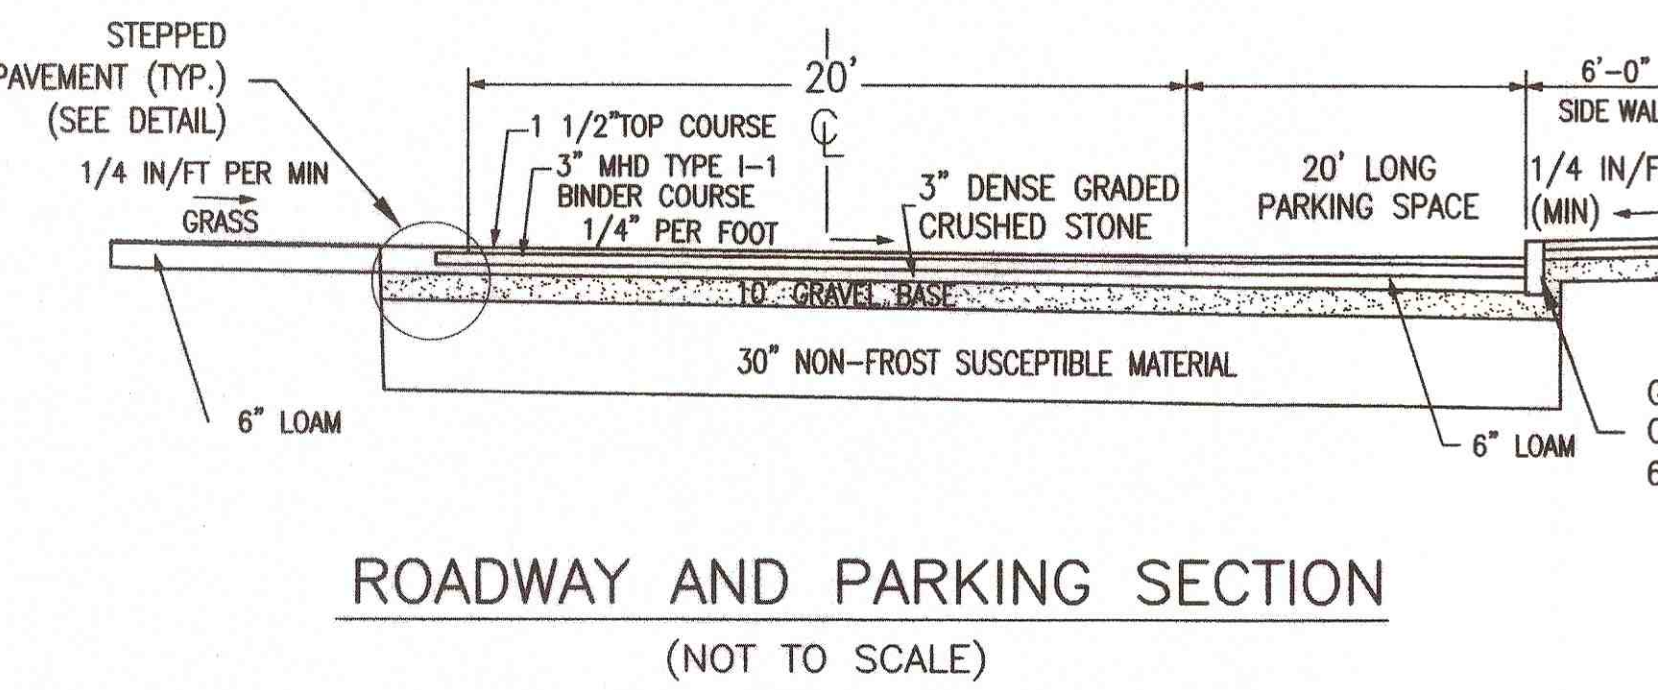 STEPPED
PAVEMENT (TYP.)
(SEE DETAIL)
1/4 IN/FT PER MIN
GRASS
20'
℄
1 1/2"TOP COURSE
3" MHD TYPE I-1
BINDER COURSE
1/4" PER FOOT
3" DENSE GRADED
CRUSHED STONE
20' LONG
PARKING SPACE
6'-0"
SIDE WAL
1/4 IN/F
(MIN)
10" GRAVEL BASE
30" NON-FROST SUSCEPTIBLE MATERIAL
6" LOAM
6" LOAM
ROADWAY AND PARKING SECTION
(NOT TO SCALE)